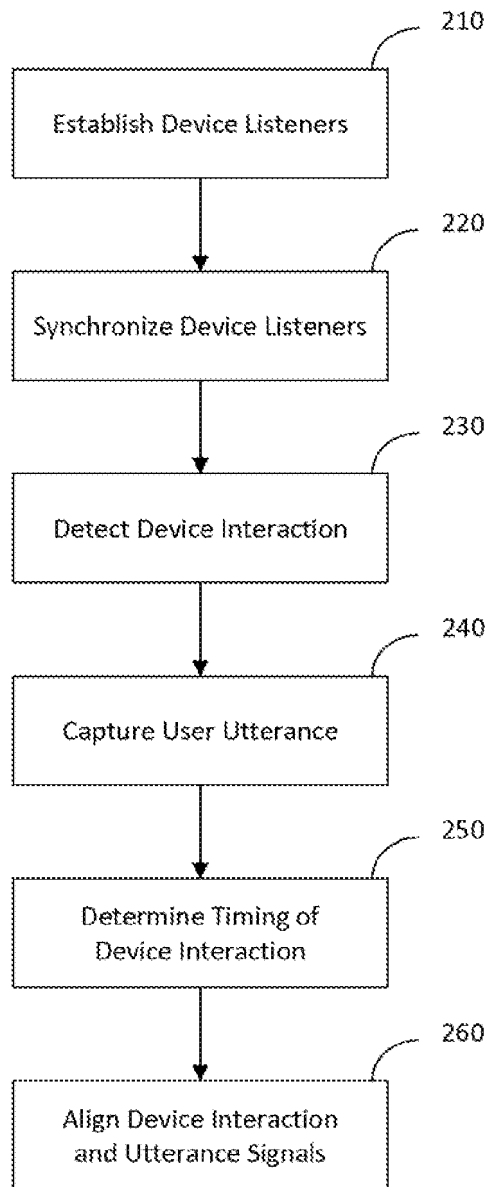 210
Establish Device Listeners
220
Synchronize Device Listeners
230
Detect Device Interaction
240
Capture User Utterance
250
Determine Timing of
Device Interaction
260
Align Device Interaction
and Utterance Signals